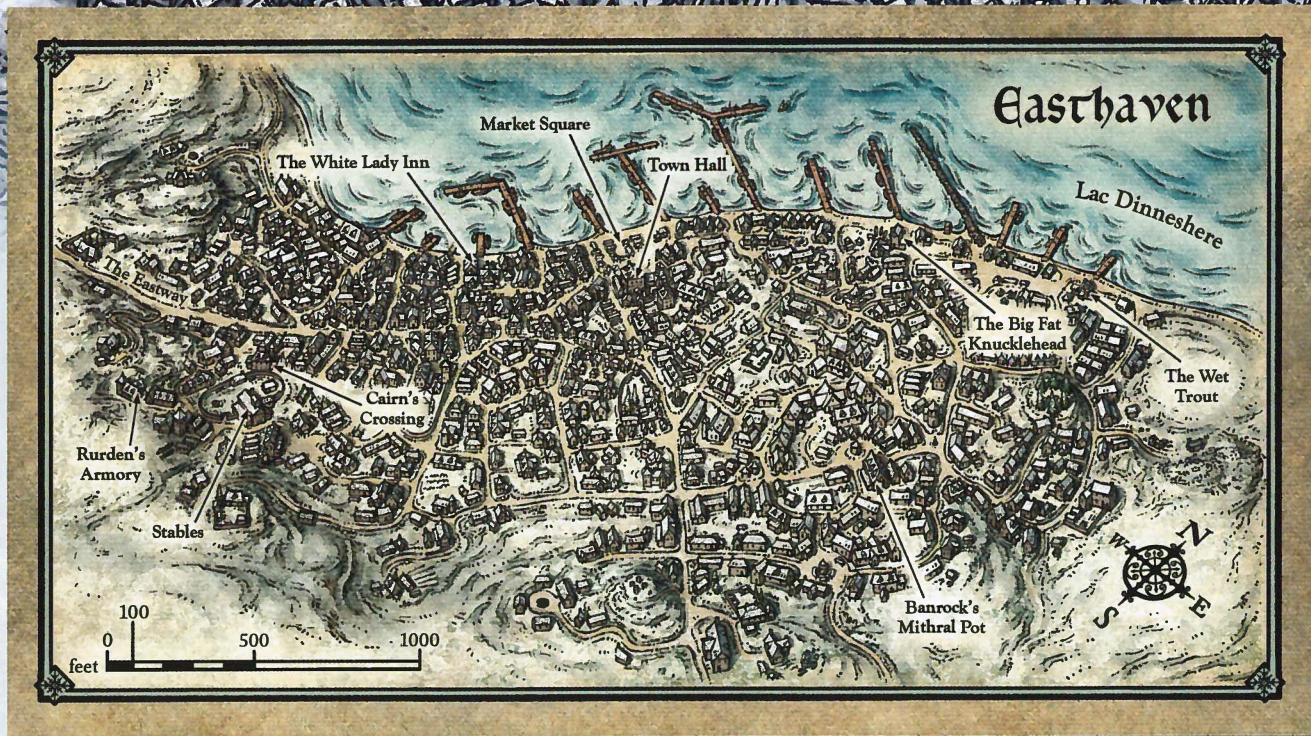 Easthaven
Market Square
The White Lady Inn
Town Hall
Lac Dinneshere
The Eastway
The Big Fat
Knucklehead
The Wet
Trout
Cairn's
Crossing
Rurden's
Armory
Stables
Banrock's
Mithral Pot
N
W
E
S
100
0
500
1000
feet